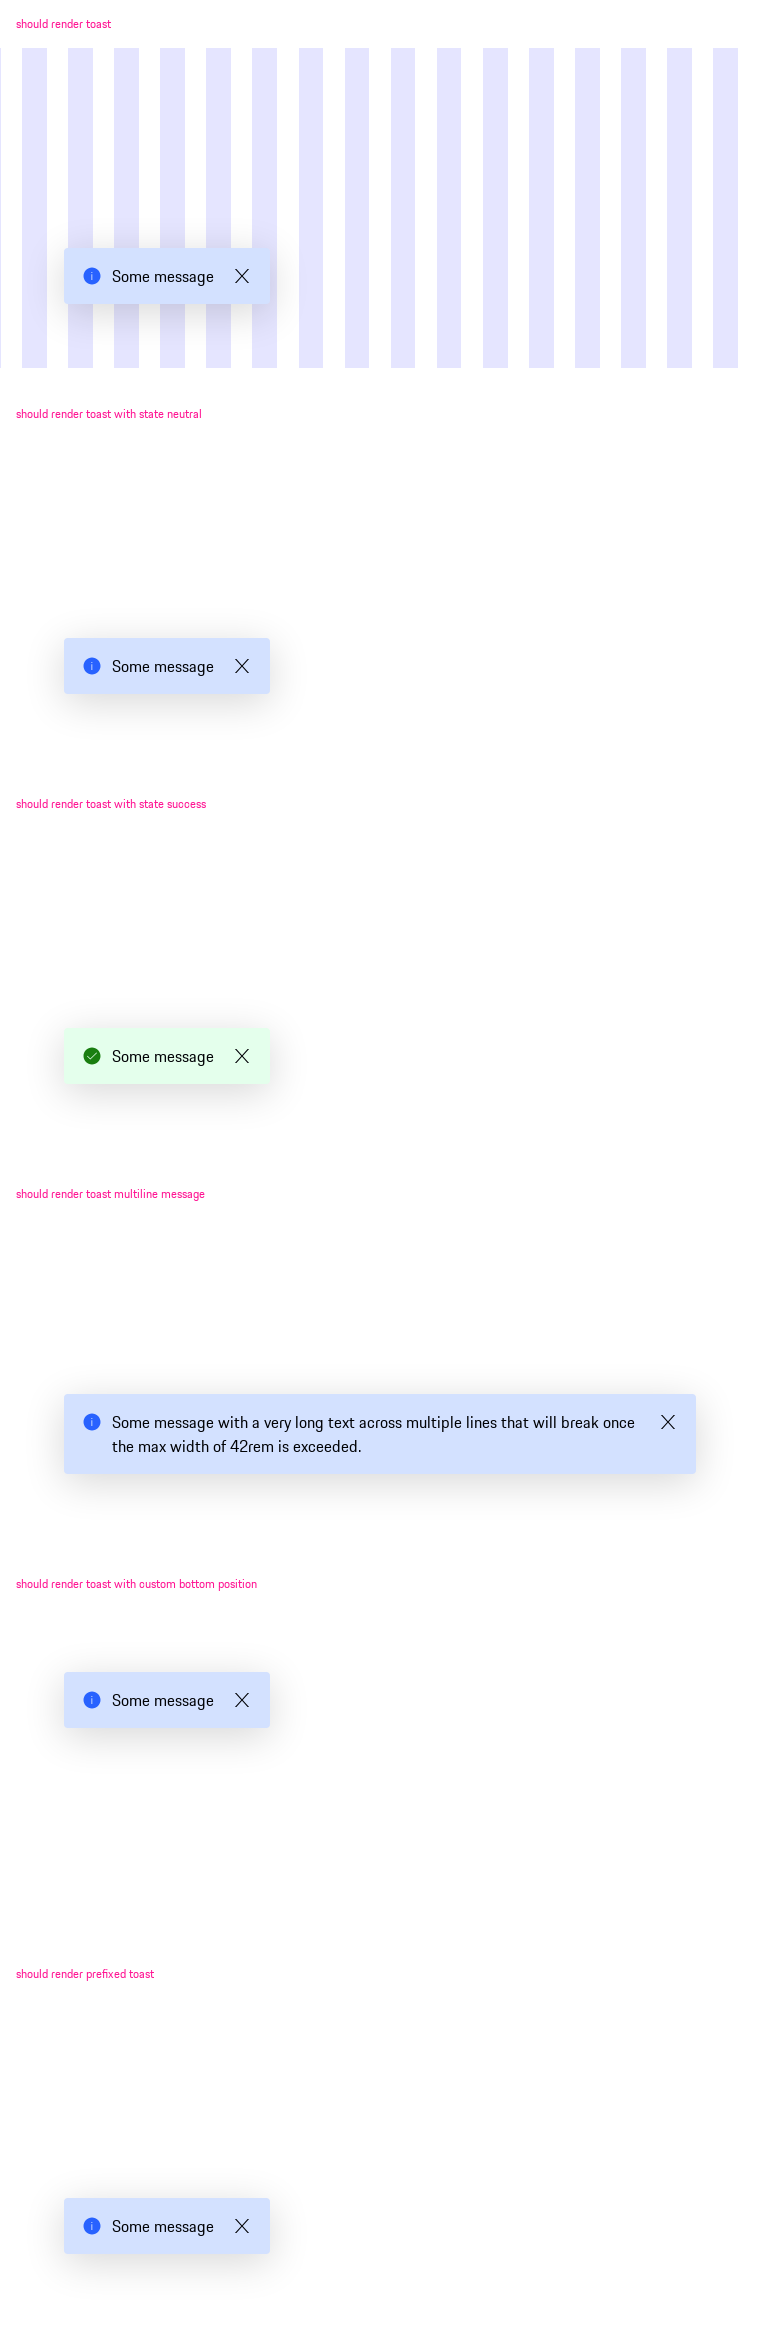 should render toast
Some message
should render toast with state neutral
Some message
should render toast with state success
Some message
should render toast multiline message
Some message with a very long text across multiple lines that will break once
the max width of 42rem is exceeded.
should render toast with custom bottom position
Some message
should render prefixed toast
Some message